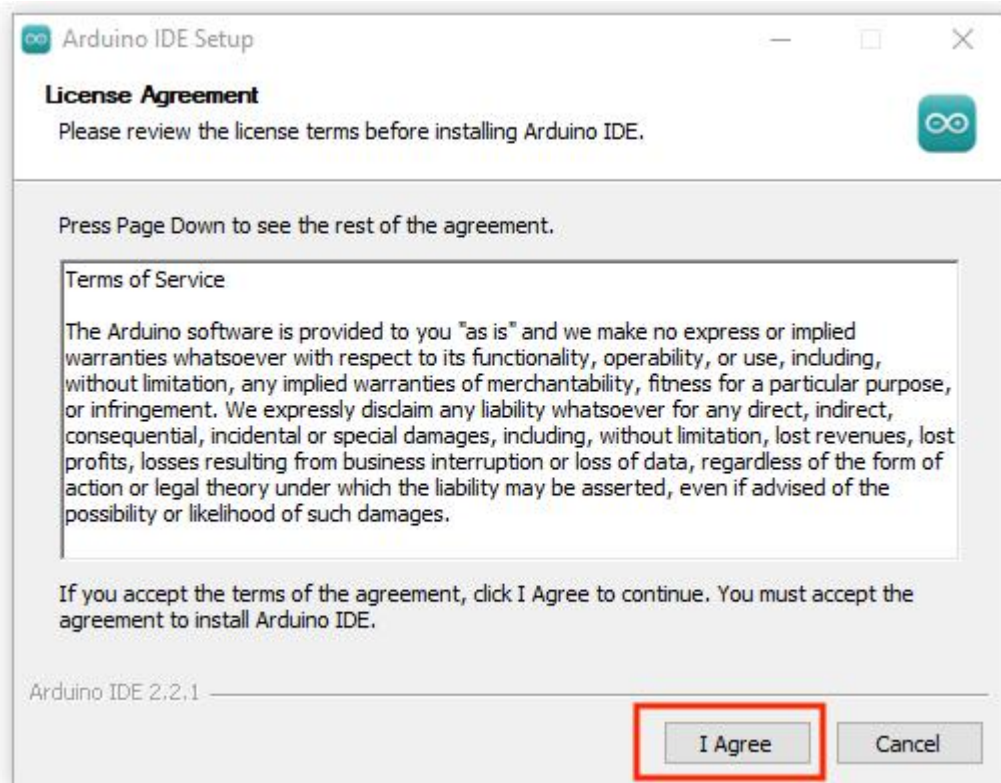 Arduino IDE Setup
License Agreement
Please review the license terms before installing Arduino IDE.
Press Page Down to see the rest of the agreement.
Terms of Service
The Arduino software is provided to you "as is" and we make no express or implied
warranties whatsoever with respect to its functionality, operability, or use, including,
without limitation, any implied warranties of merchantability, fitness for a particular purpose,
or infringement. We expressly disclaim any liability whatsoever for any direct, indirect,
consequential, incidental or special damages, including, without limitation, lost revenues, lost
profits, losses resulting from business interruption or loss of data, regardless of the form of
action or legal theory under which the liability may be asserted, even if advised of the
possibility or likelihood of such damages.
If you accept the terms of the agreement, click I Agree to continue. You must accept the
agreement to install Arduino IDE.
Arduino IDE 2.2.1
I Agree
Cancel